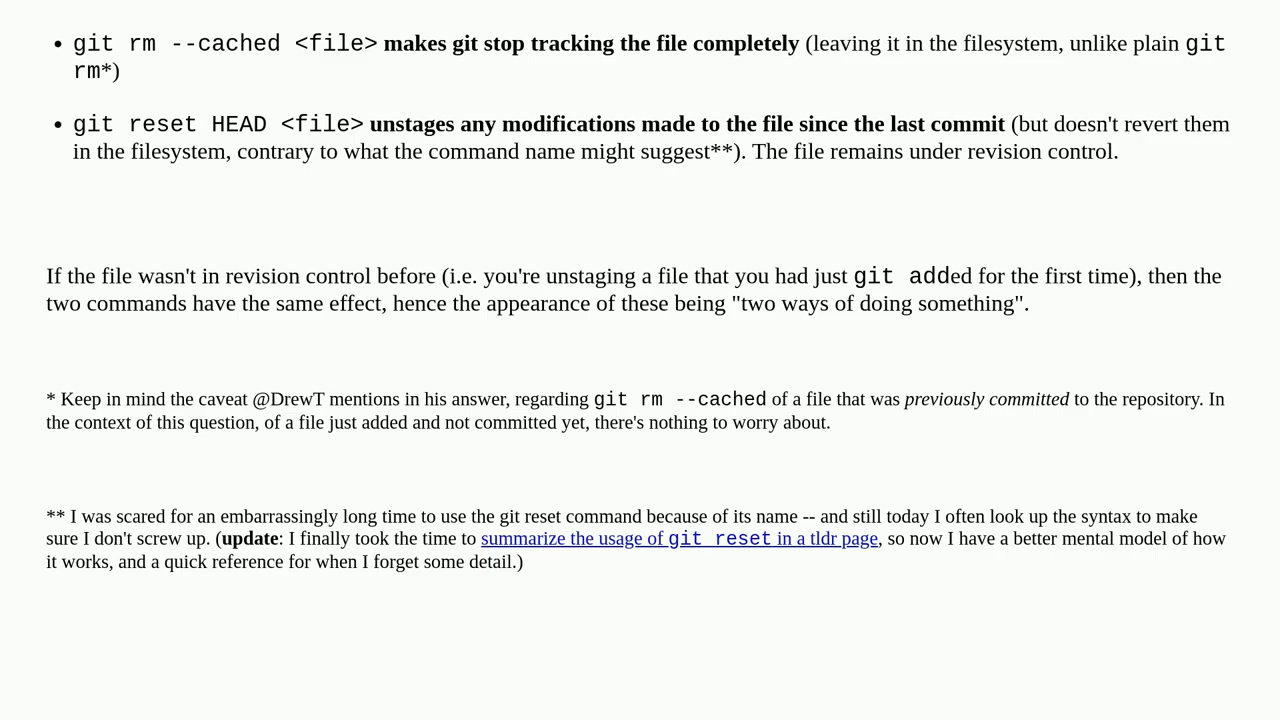 • git rm --cached <file> makes git stop tracking the file completely (leaving it in the filesystem, unlike plain git
rm*)
• git reset HEAD <file> unstages any modifications made to the file since the last commit (but doesn't revert them
in the filesystem, contrary to what the command name might suggest**). The file remains under revision control.
If the file wasn't in revision control before (i.e. you're unstaging a file that you had just git added for the first time), then the
two commands have the same effect, hence the appearance of these being "two ways of doing something".
* Keep in mind the caveat @DrewT mentions in his answer, regarding git rm --cached of a file that was previously committed to the repository. In
the context of this question, of a file just added and not committed yet, there's nothing to worry about.
** I was scared for an embarrassingly long time to use the git reset command because of its name -- and still today I often look up the syntax to make
sure I don't screw up. (update: I finally took the time to summarize the usage of git reset in a tldr page, so now I have a better mental model of how
it works, and a quick reference for when I forget some detail.)